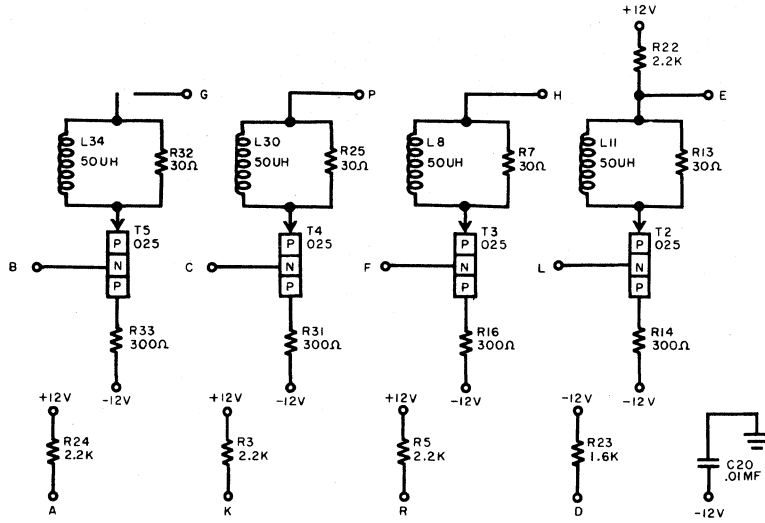 +12V
R22
2.2K
G
P
H
E
L34
50UH
R32
30Ω
L30
50UH
R25
30Ω
L8
50UH
R7
30Ω
L11
50UH
R13
30Ω
T5
025
P
N
P
B
T4
025
P
N
P
C
T3
025
P
N
P
F
T2
025
P
N
P
L
R33
300Ω
R31
300Ω
R16
300Ω
R14
300Ω
+12V
-12V
+12V
-12V
+12V
-12V
-12V
-12V
R24
2.2K
R3
2.2K
R5
2.2K
R23
1.6K
C20
.01MF
A
K
R
D
-12V